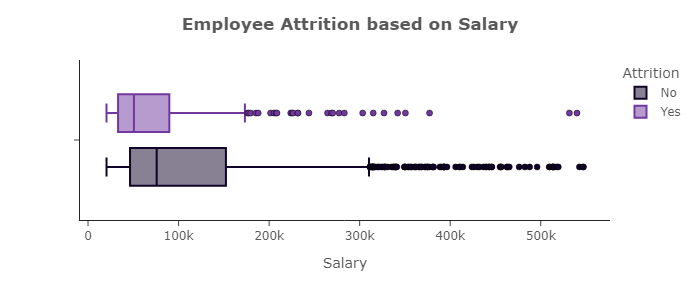 Employee Attrition based on Salary
Attrition
No
Yes
0 100k 200k 300k 400k 500k
Salary